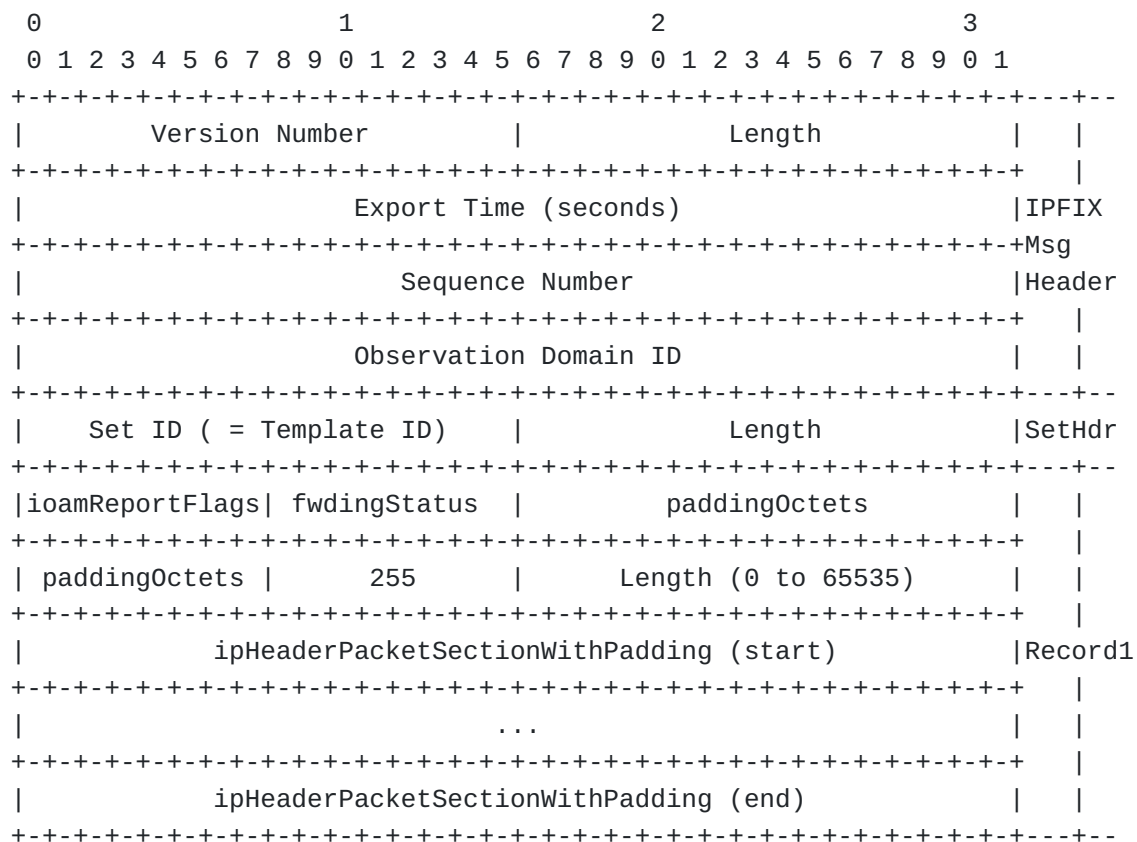 0                   1                   2                   3
 0 1 2 3 4 5 6 7 8 9 0 1 2 3 4 5 6 7 8 9 0 1 2 3 4 5 6 7 8 9 0 1
+-+-+-+-+-+-+-+-+-+-+-+-+-+-+-+-+-+-+-+-+-+-+-+-+-+-+-+-+-+-+-+-+---+--
|        Version Number         |             Length            |   |
+-+-+-+-+-+-+-+-+-+-+-+-+-+-+-+-+-+-+-+-+-+-+-+-+-+-+-+-+-+-+-+-+   |
|                     Export Time (seconds)                     |IPFIX
+-+-+-+-+-+-+-+-+-+-+-+-+-+-+-+-+-+-+-+-+-+-+-+-+-+-+-+-+-+-+-+-+Msg
|                        Sequence Number                        |Header
+-+-+-+-+-+-+-+-+-+-+-+-+-+-+-+-+-+-+-+-+-+-+-+-+-+-+-+-+-+-+-+-+   |
|                     Observation Domain ID                     |   |
+-+-+-+-+-+-+-+-+-+-+-+-+-+-+-+-+-+-+-+-+-+-+-+-+-+-+-+-+-+-+-+-+---+--
|    Set ID ( = Template ID)    |             Length            |SetHdr
+-+-+-+-+-+-+-+-+-+-+-+-+-+-+-+-+-+-+-+-+-+-+-+-+-+-+-+-+-+-+-+-+---+--
|ioamReportFlags| fwdingStatus  |         paddingOctets         |   |
+-+-+-+-+-+-+-+-+-+-+-+-+-+-+-+-+-+-+-+-+-+-+-+-+-+-+-+-+-+-+-+-+   |
| paddingOctets |      255      |      Length (0 to 65535)      |   |
+-+-+-+-+-+-+-+-+-+-+-+-+-+-+-+-+-+-+-+-+-+-+-+-+-+-+-+-+-+-+-+-+   |
|            ipHeaderPacketSectionWithPadding (start)           |Record1
+-+-+-+-+-+-+-+-+-+-+-+-+-+-+-+-+-+-+-+-+-+-+-+-+-+-+-+-+-+-+-+-+   |
|                              ...                              |   |
+-+-+-+-+-+-+-+-+-+-+-+-+-+-+-+-+-+-+-+-+-+-+-+-+-+-+-+-+-+-+-+-+   |
|            ipHeaderPacketSectionWithPadding (end)             |   |
+-+-+-+-+-+-+-+-+-+-+-+-+-+-+-+-+-+-+-+-+-+-+-+-+-+-+-+-+-+-+-+-+---+--